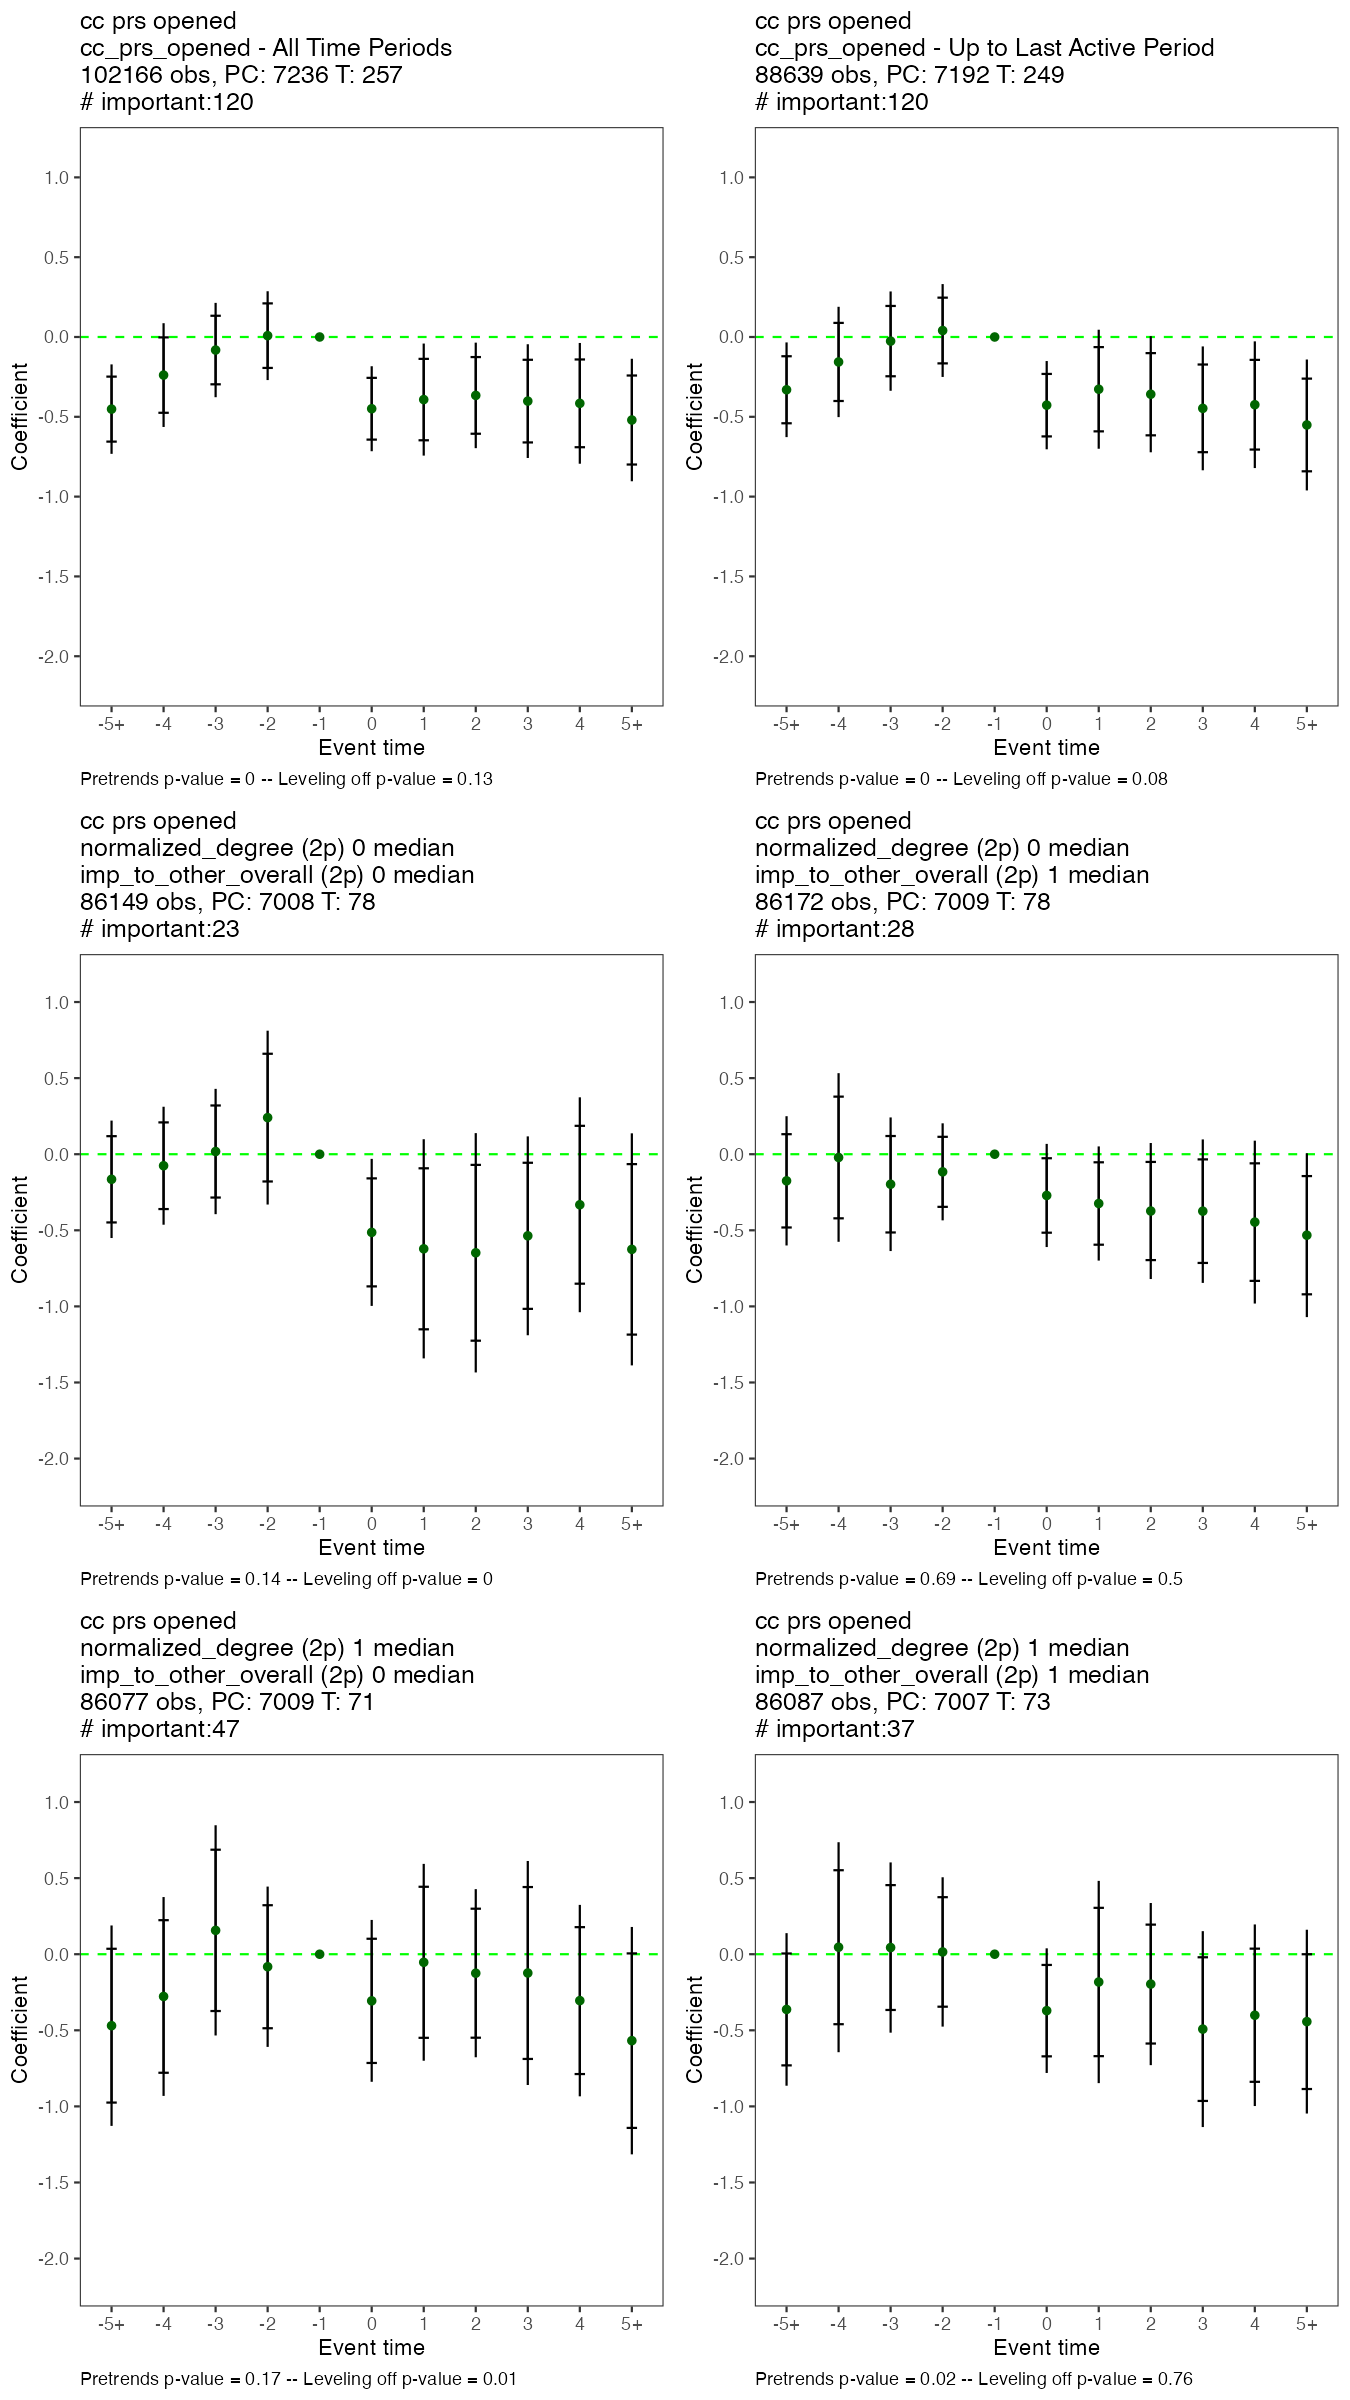 cc prs opened
cc_prs_opened - All Time Periods
102166 obs, PC: 7236 T: 257
# important:120
1.0
0.5
0.0
-0.5
-1.0
-1.5
-2.0
Coefficient
-5+ -4 -3 -2 -1 0 1 2 3 4 5+
Event time
Pretrends p-value = 0 -- Leveling off p-value = 0.13
cc prs opened
cc_prs_opened - Up to Last Active Period
88639 obs, PC: 7192 T: 249
# important:120
1.0
0.5
0.0
-0.5
-1.0
-1.5
-2.0
Coefficient
-5+ -4 -3 -2 -1 0 1 2 3 4 5+
Event time
Pretrends p-value = 0 -- Leveling off p-value = 0.08
cc prs opened
normalized_degree (2p) 0 median
imp_to_other_overall (2p) 0 median
86149 obs, PC: 7008 T: 78
# important:23
1.0
0.5
0.0
-0.5
-1.0
-1.5
-2.0
Coefficient
-5+ -4 -3 -2 -1 0 1 2 3 4 5+
Event time
Pretrends p-value = 0.14 -- Leveling off p-value = 0
cc prs opened
normalized_degree (2p) 0 median
imp_to_other_overall (2p) 1 median
86172 obs, PC: 7009 T: 78
# important:28
1.0
0.5
0.0
-0.5
-1.0
-1.5
-2.0
Coefficient
-5+ -4 -3 -2 -1 0 1 2 3 4 5+
Event time
Pretrends p-value = 0.69 -- Leveling off p-value = 0.5
cc prs opened
normalized_degree (2p) 1 median
imp_to_other_overall (2p) 0 median
86077 obs, PC: 7009 T: 71
# important:47
1.0
0.5
0.0
-0.5
-1.0
-1.5
-2.0
Coefficient
-5+ -4 -3 -2 -1 0 1 2 3 4 5+
Event time
Pretrends p-value = 0.17 -- Leveling off p-value = 0.01
cc prs opened
normalized_degree (2p) 1 median
imp_to_other_overall (2p) 1 median
86087 obs, PC: 7007 T: 73
# important:37
1.0
0.5
0.0
-0.5
-1.0
-1.5
-2.0
Coefficient
-5+ -4 -3 -2 -1 0 1 2 3 4 5+
Event time
Pretrends p-value = 0.02 -- Leveling off p-value = 0.76